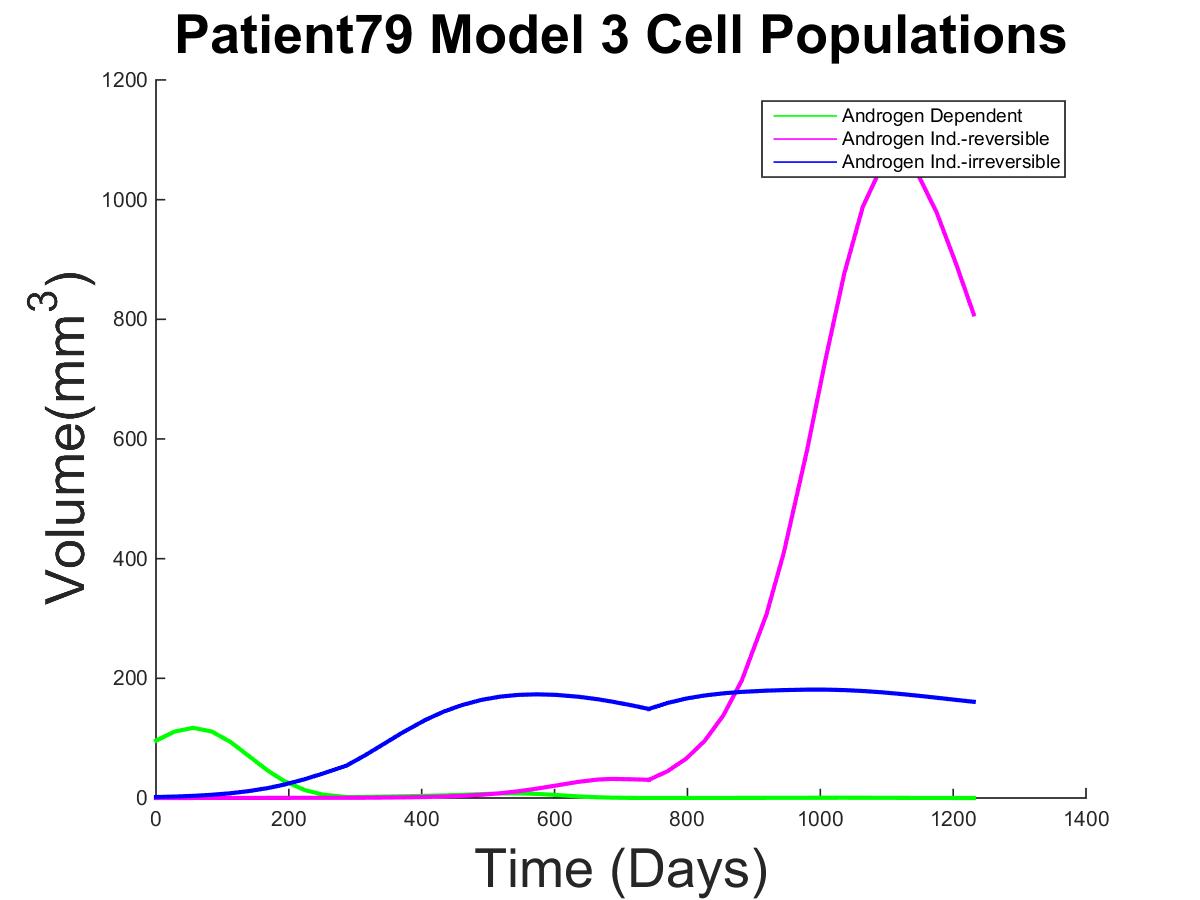 Patient79 Model 3 Cell Populations
1200
1000
800
600
400
200
0
Volume(mm³)
Androgen Dependent
Androgen Ind.-reversible
Androgen Ind.-irreversible
0 200 400 600 800 1000 1200 1400
Time (Days)